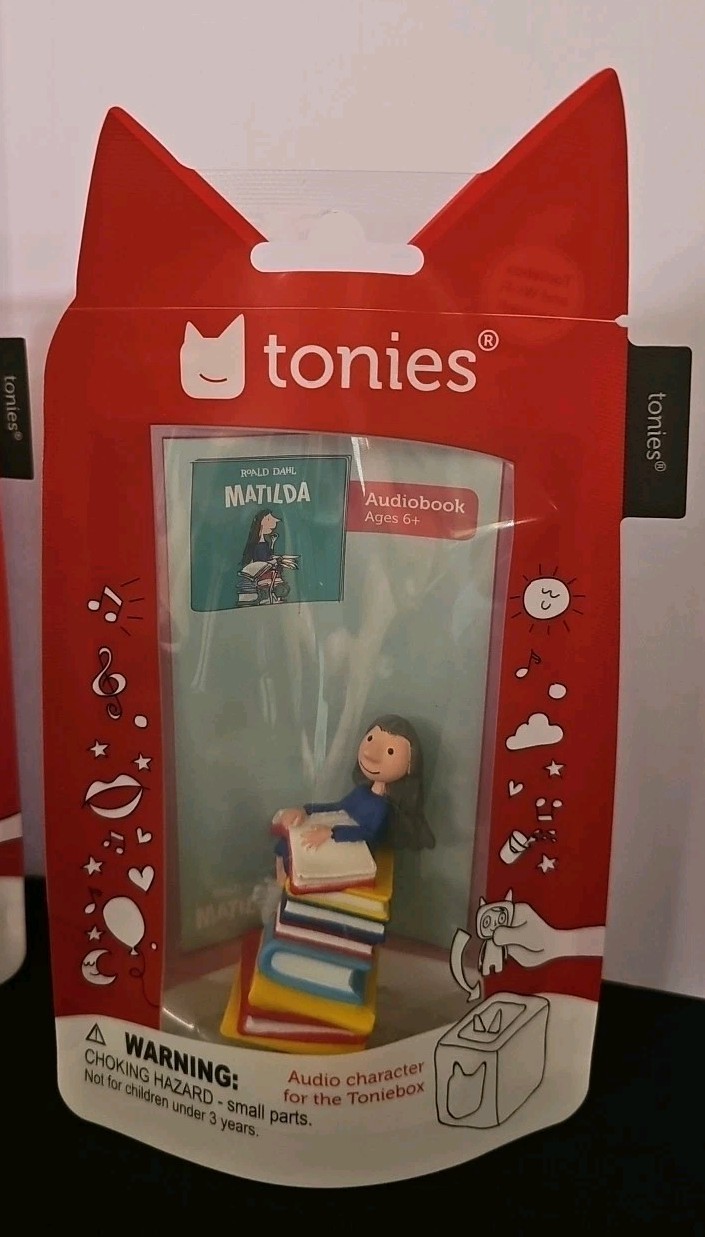 tonies®
tonies®
tonies®
ROALD DAHL
MATILDA
Audiobook
Ages 6+
WARNING:
CHOKING HAZARD - small parts.
Not for children under 3 years.
Audio character
for the Toniebox